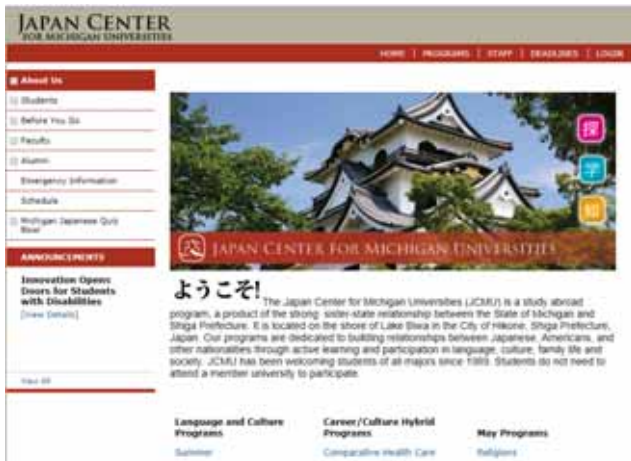 JAPAN CENTER
FOR MICHIGAN UNIVERSITIES
HOME | PROGRAMS | STAFF | DEADLINES | LOGIN
About Us
Students
Before You Go
Faculty
Alumni
Emergency Information
Schedule
Michigan Japanese Quiz
Bowl
ANNOUNCEMENTS
Innovation Opens
Doors for Students
with Disabilities
[View Details]
View All
探
学
知
JAPAN CENTER FOR MICHIGAN UNIVERSITIES
ようこそ! The Japan Center for Michigan Universities (JCMU) is a study abroad
program, a product of the strong sister-state relationship between the State of Michigan and
Shiga Prefecture. It is located on the shore of Lake Biwa in the City of Hikone, Shiga Prefecture,
Japan. Our programs are dedicated to building relationships between Japanese, Americans, and
other nationalities through active learning and participation in language, culture, family life and
society. JCMU has been welcoming students of all majors since 1989. Students do not need to
attend a member university to participate.
Language and Culture
Programs
Summer
Career/Culture Hybrid
Programs
Comparative Health Care
May Programs
Religions